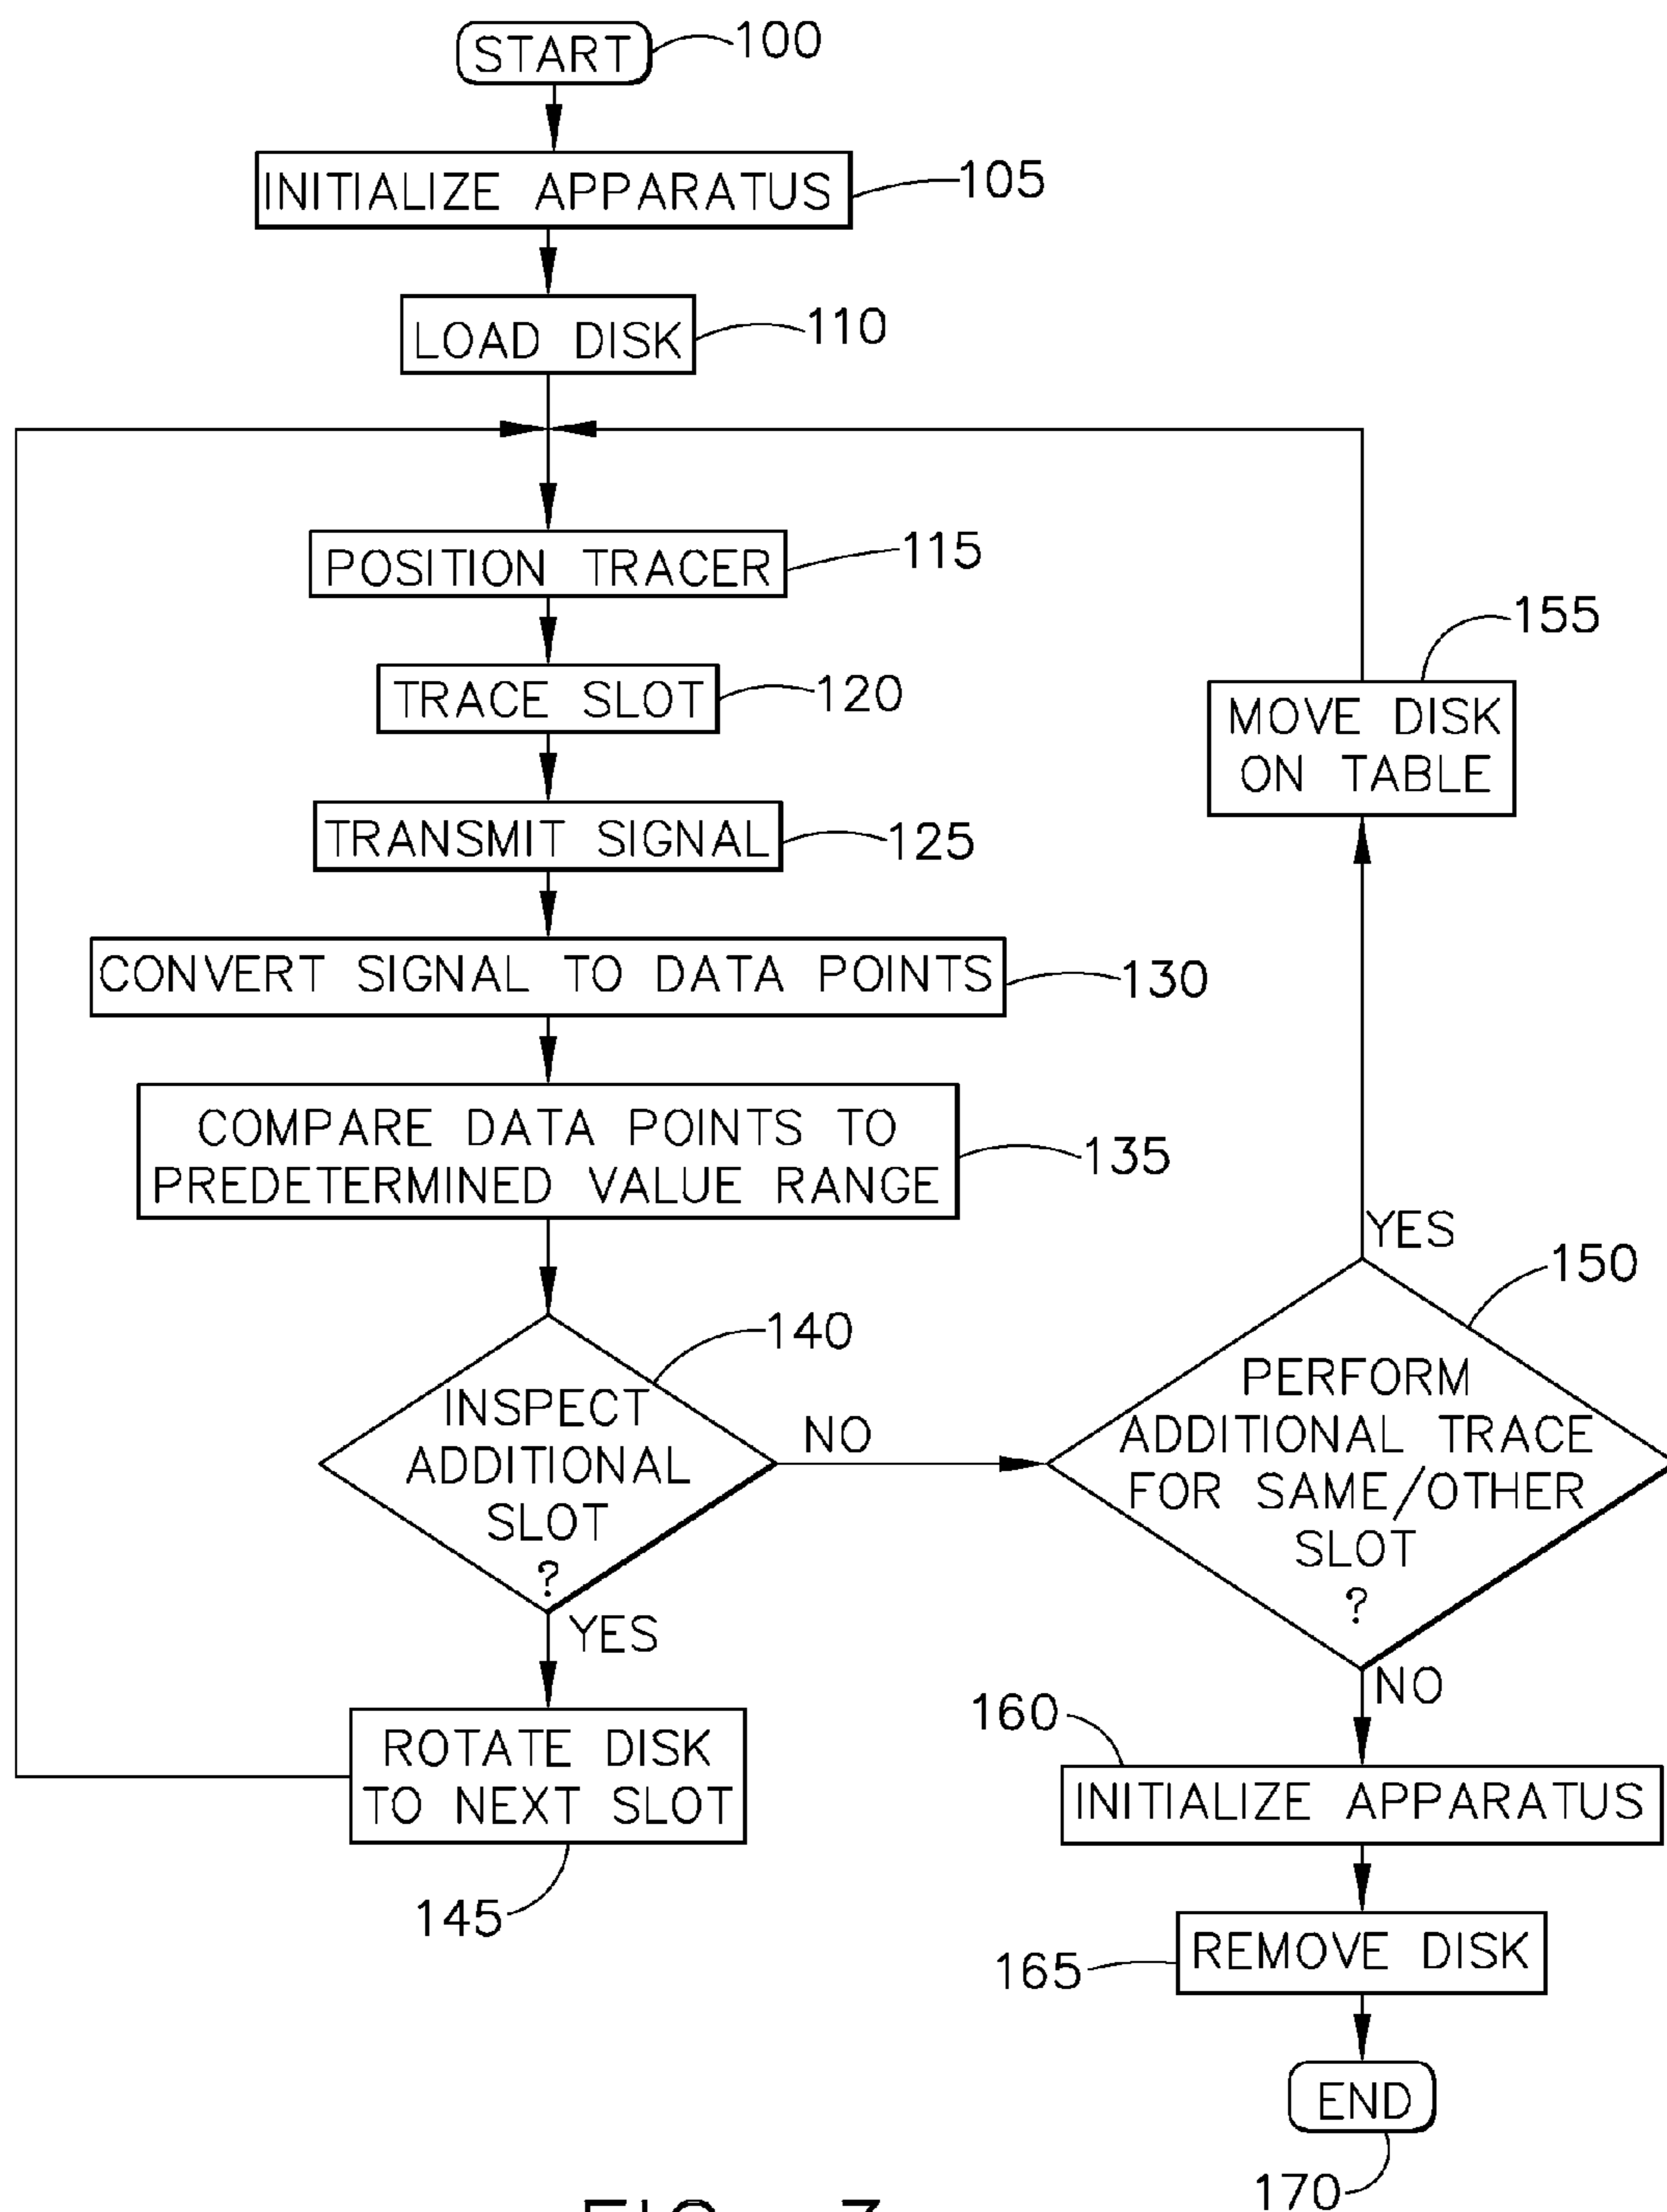 START
100
INITIALIZE APPARATUS
105
LOAD DISK
110
POSITION TRACER
115
TRACE SLOT
120
TRANSMIT SIGNAL
125
CONVERT SIGNAL TO DATA POINTS
130
COMPARE DATA POINTS TO
PREDETERMINED VALUE RANGE
135
INSPECT
ADDITIONAL
SLOT
?
140
NO
YES
ROTATE DISK
TO NEXT SLOT
145
PERFORM
ADDITIONAL TRACE
FOR SAME/OTHER
SLOT
?
150
YES
MOVE DISK
ON TABLE
155
NO
INITIALIZE APPARATUS
160
REMOVE DISK
165
END
170